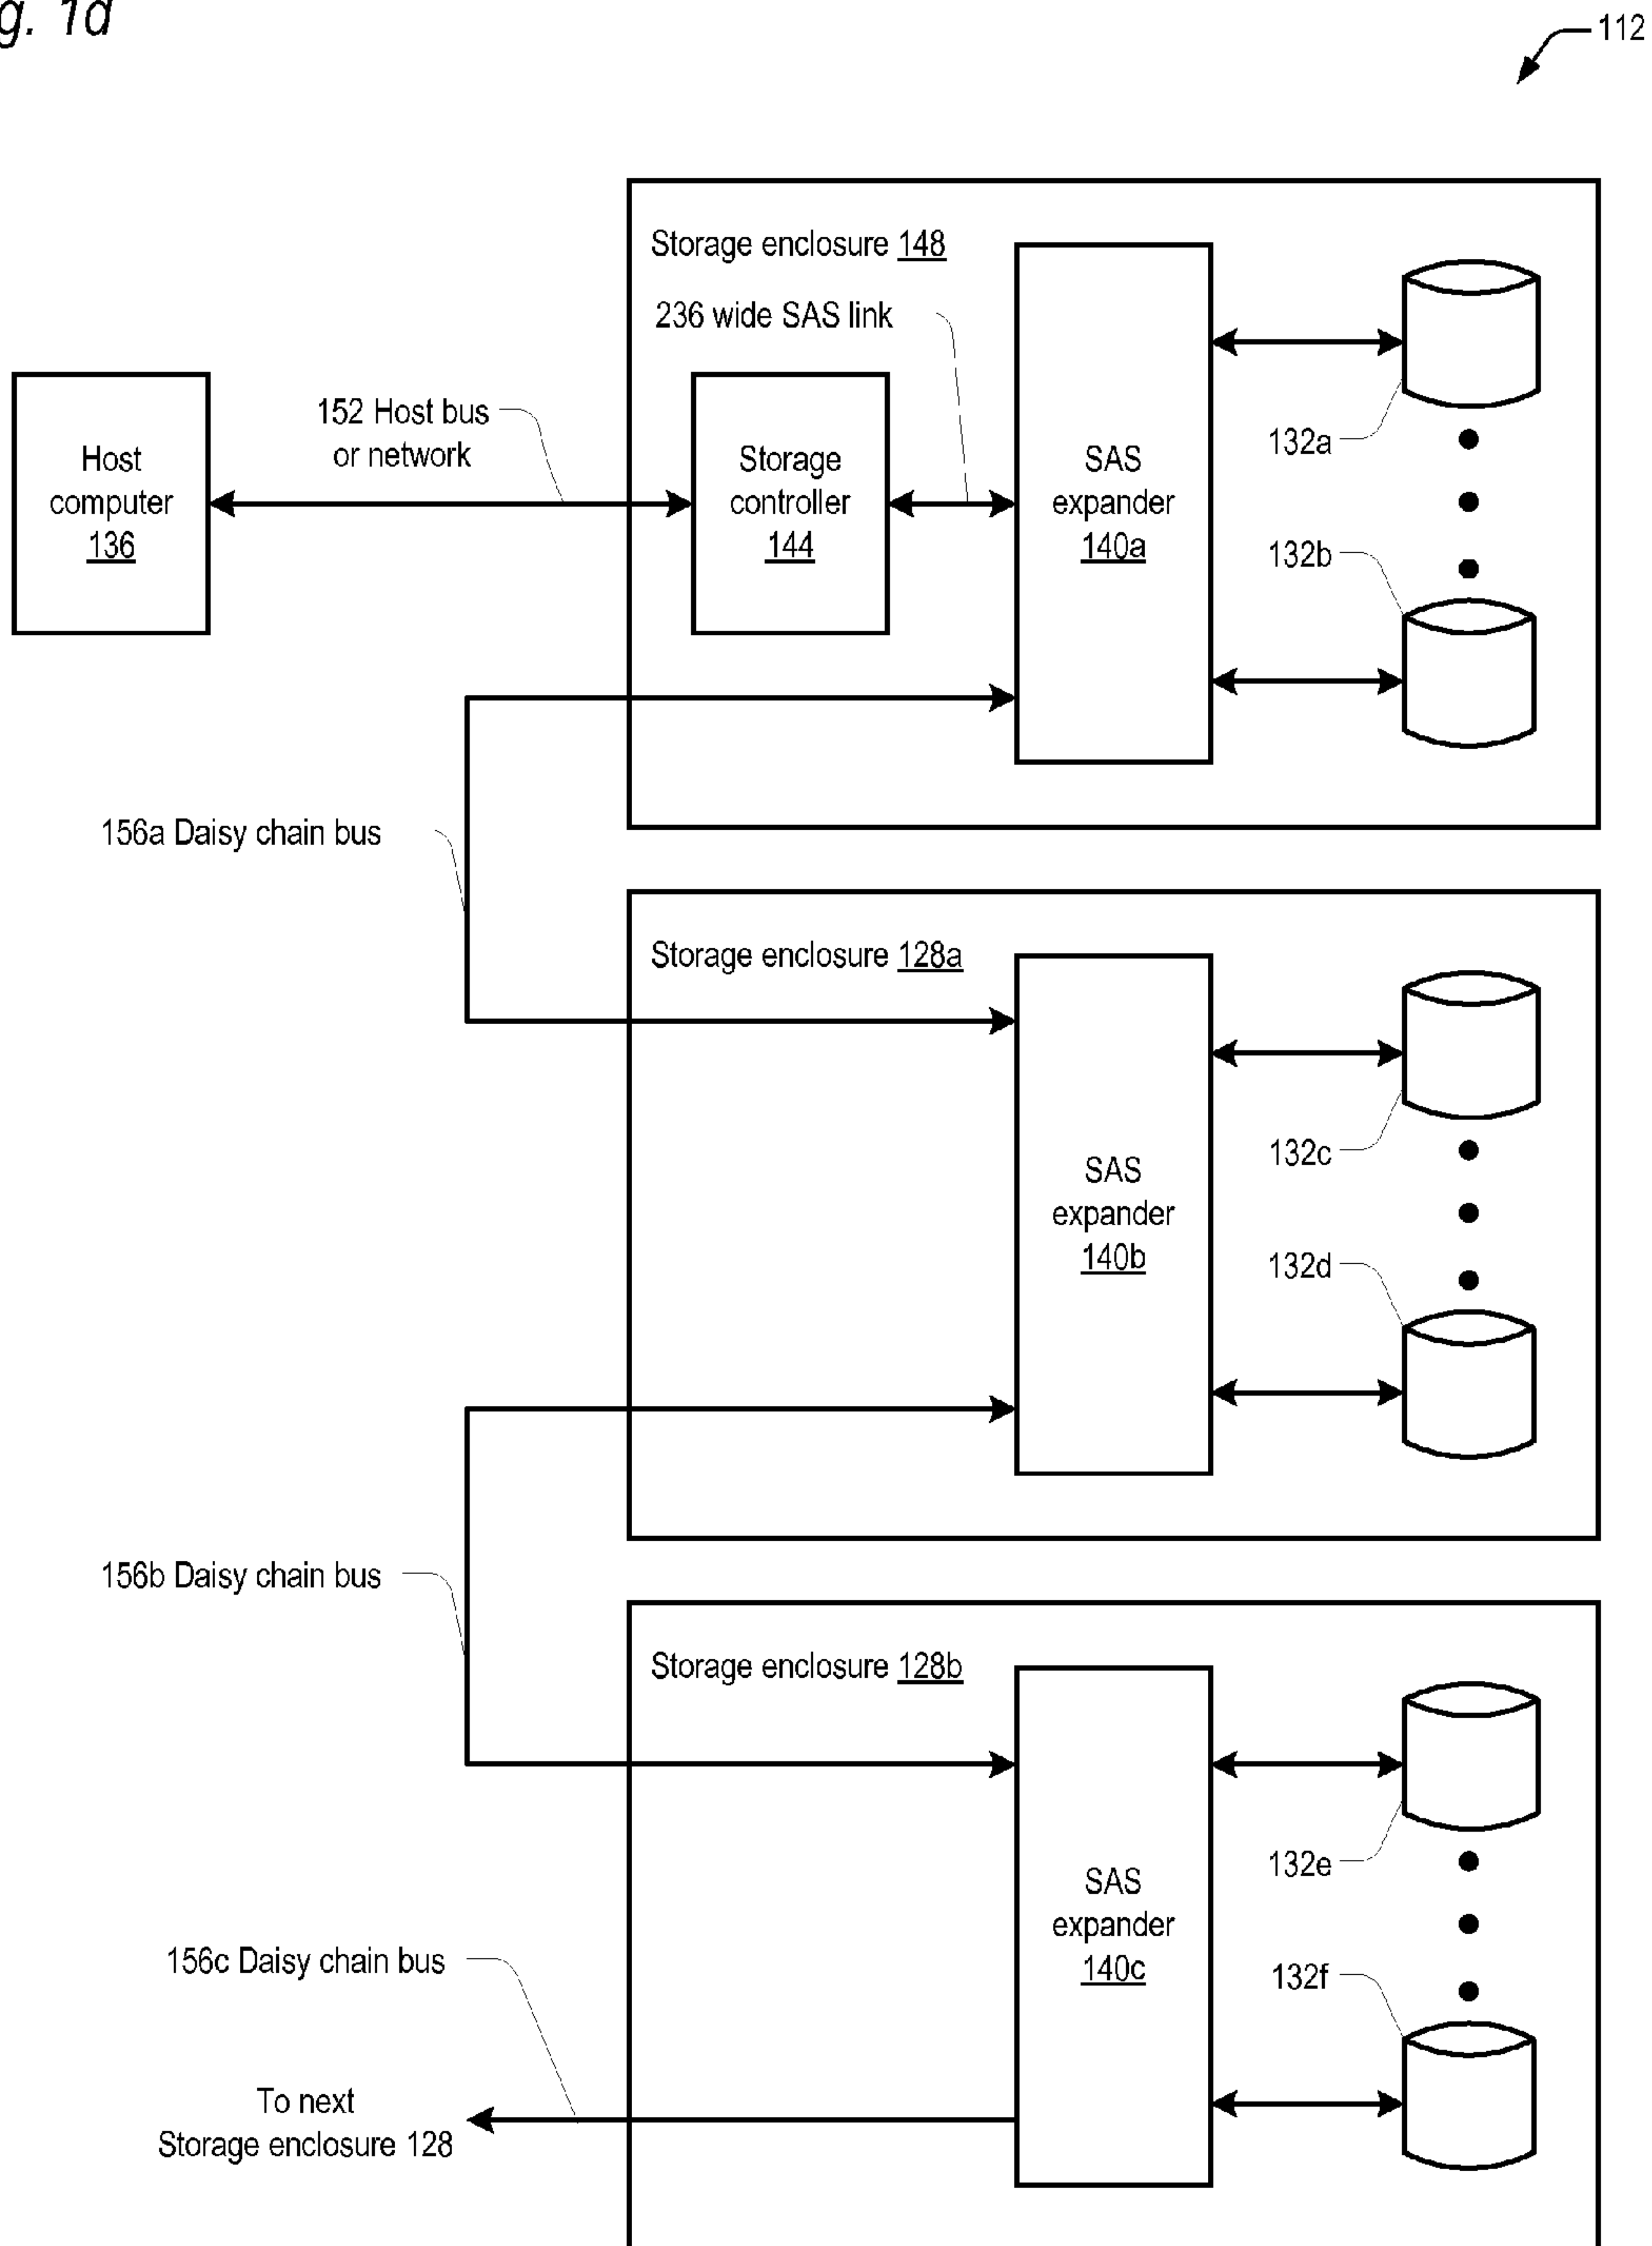 g. 1d
112
Storage enclosure 148
236 wide SAS link
152 Host bus
or network
Host
computer
136
Storage
controller
144
SAS
expander
140a
132a
132b
156a Daisy chain bus
Storage enclosure 128a
SAS
expander
140b
132c
132d
156b Daisy chain bus
Storage enclosure 128b
SAS
expander
140c
132e
132f
156c Daisy chain bus
To next
Storage enclosure 128